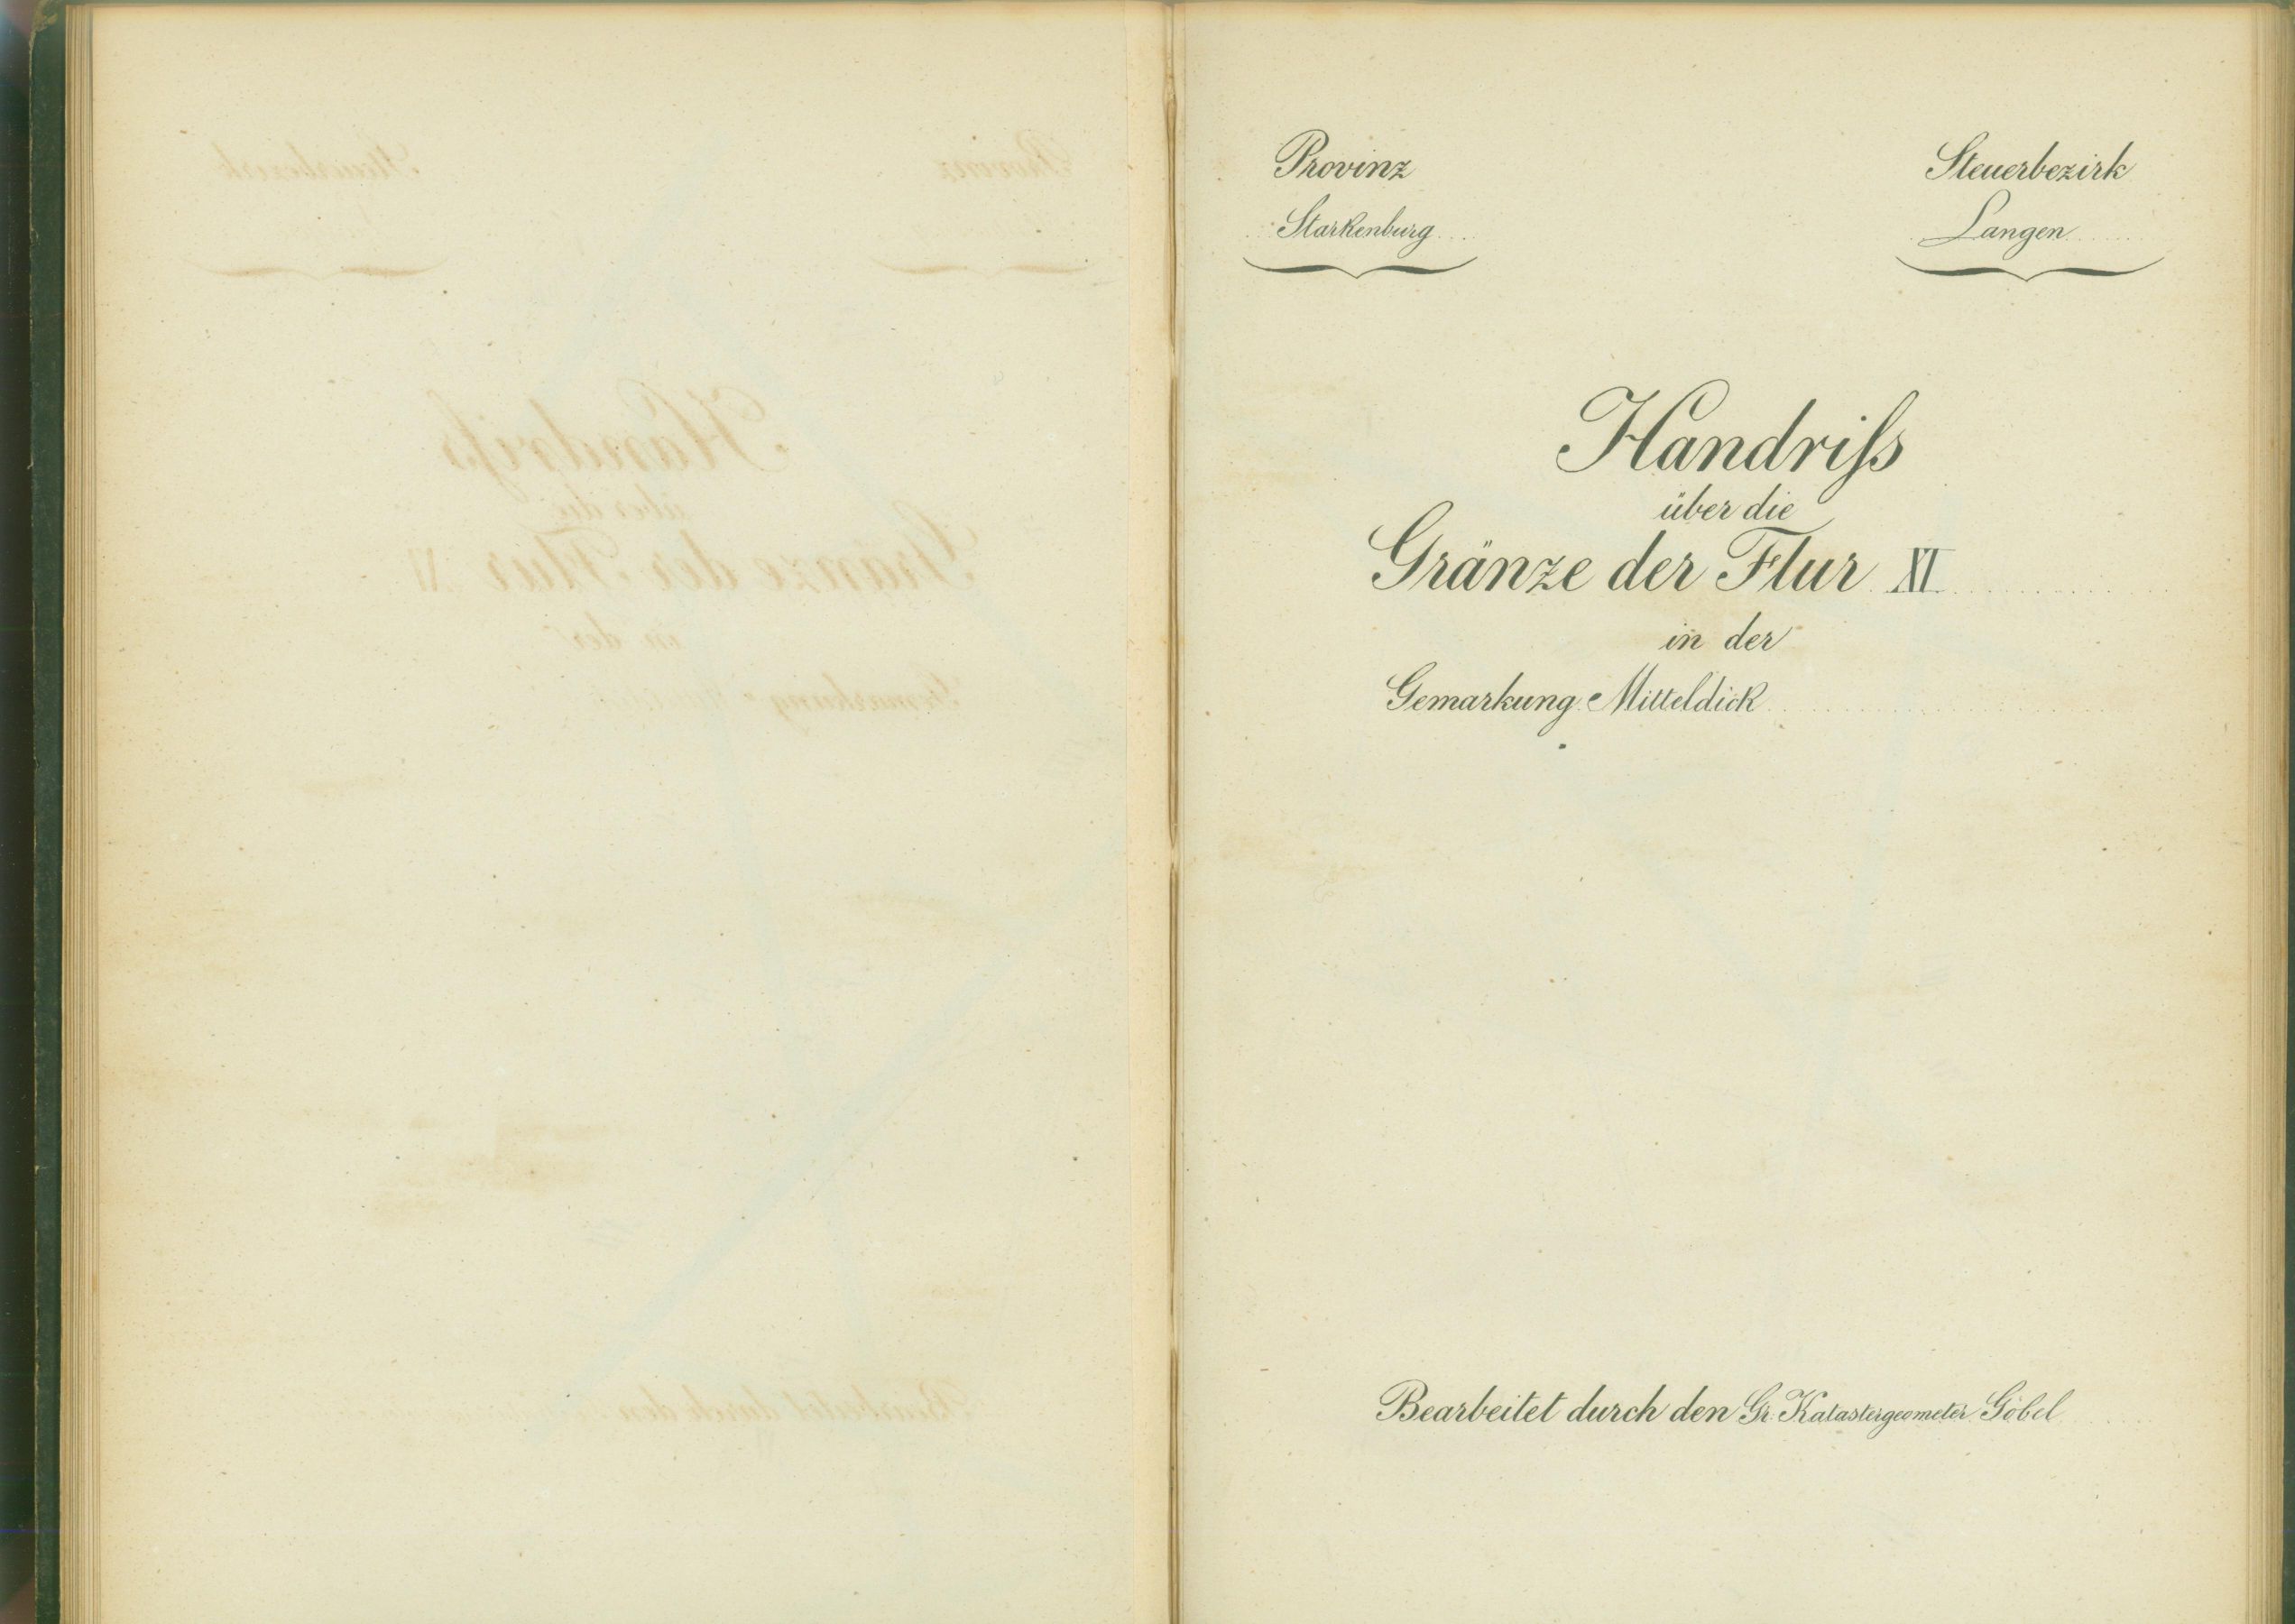 Provinz
Starkenburg
Steuerbezirk
Langen
Handriſs
über die
Gränze der Flur XI
in der
Gemarkung Mitteldick
Bearbeitet durch den Gr. Katastergeometer Göbel